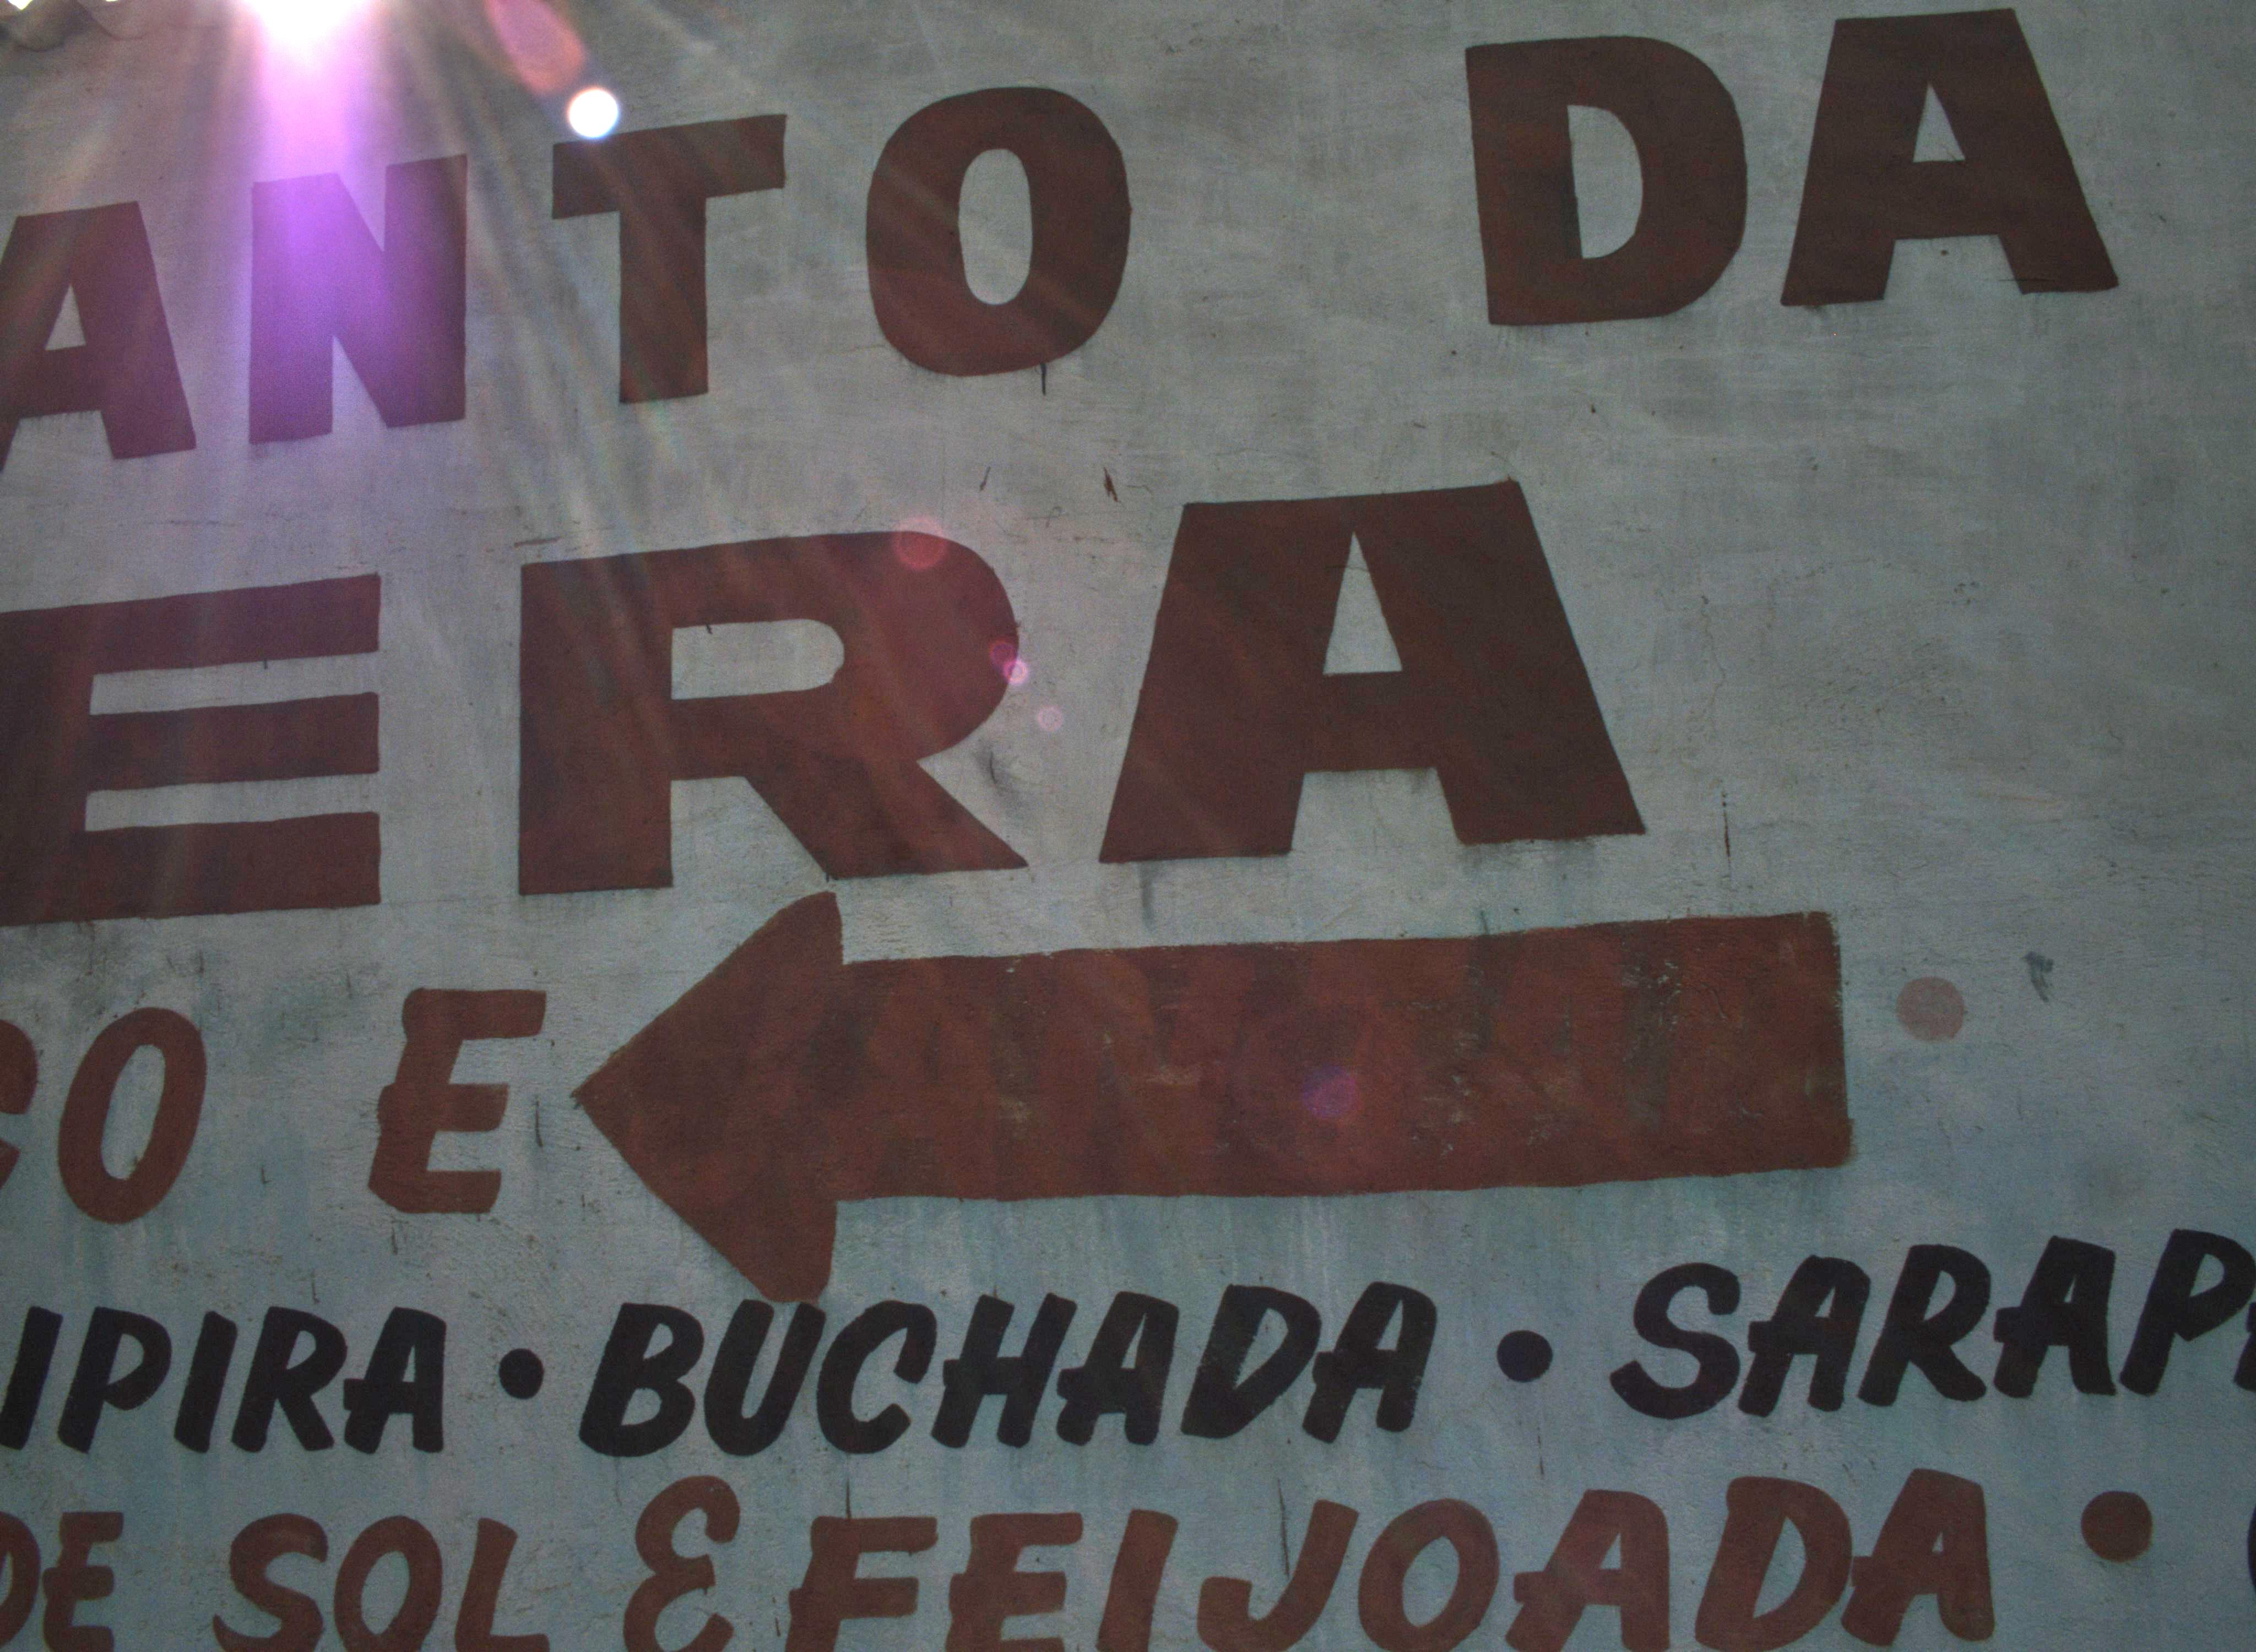 ANTO DA
ERA
CO E
IPIRA • BUCHADA • SARAP
DE SOL & FEIJOADA •